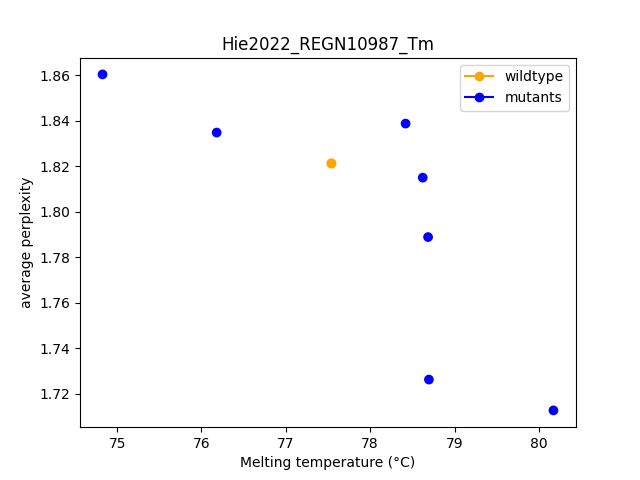 Hie2022_REGN10987_Tm
wildtype
mutants
1.86
1.84
1.82
1.80
1.78
1.76
1.74
1.72
average perplexity
75
76
77
78
79
80
Melting temperature (°C)